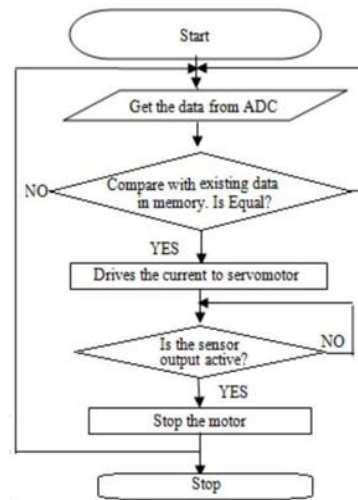 Start
Get the data from ADC
Compare with existing data
in memory. Is Equal?
NO
YES
Drives the current to servomotor
Is the sensor
output active?
NO
YES
Stop the motor
Stop